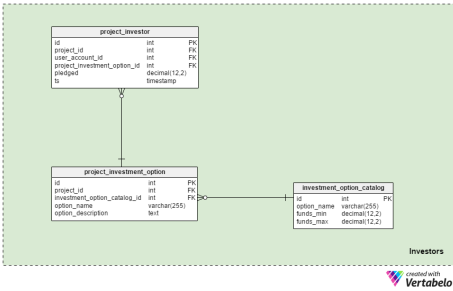 project_investor
id int PK
project_id int FK
user_account_id int FK
project_investment_option_id int FK
pledged decimal(12,2)
ts timestamp
project_investment_option
id int PK
project_id int FK
investment_option_catalog_id int FK
option_name varchar(255)
option_description text
investment_option_catalog
id int PK
option_name varchar(255)
funds_min decimal(12,2)
funds_max decimal(12,2)
Investors
created with
Vertabelo